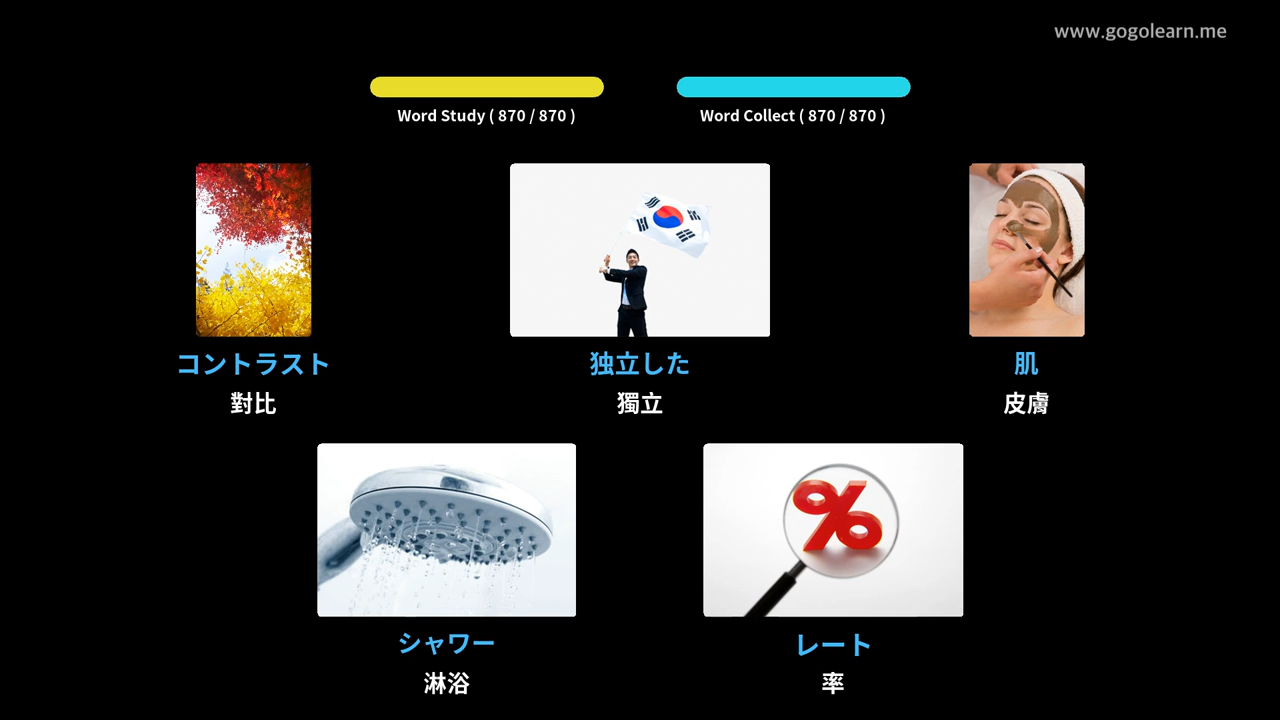 www.gogolearn.me
Word Study ( 870 / 870 )
Word Collect ( 870 / 870 )
コントラスト
對比
独立した
獨立
肌
皮膚
%
シャワー
淋浴
レート
率